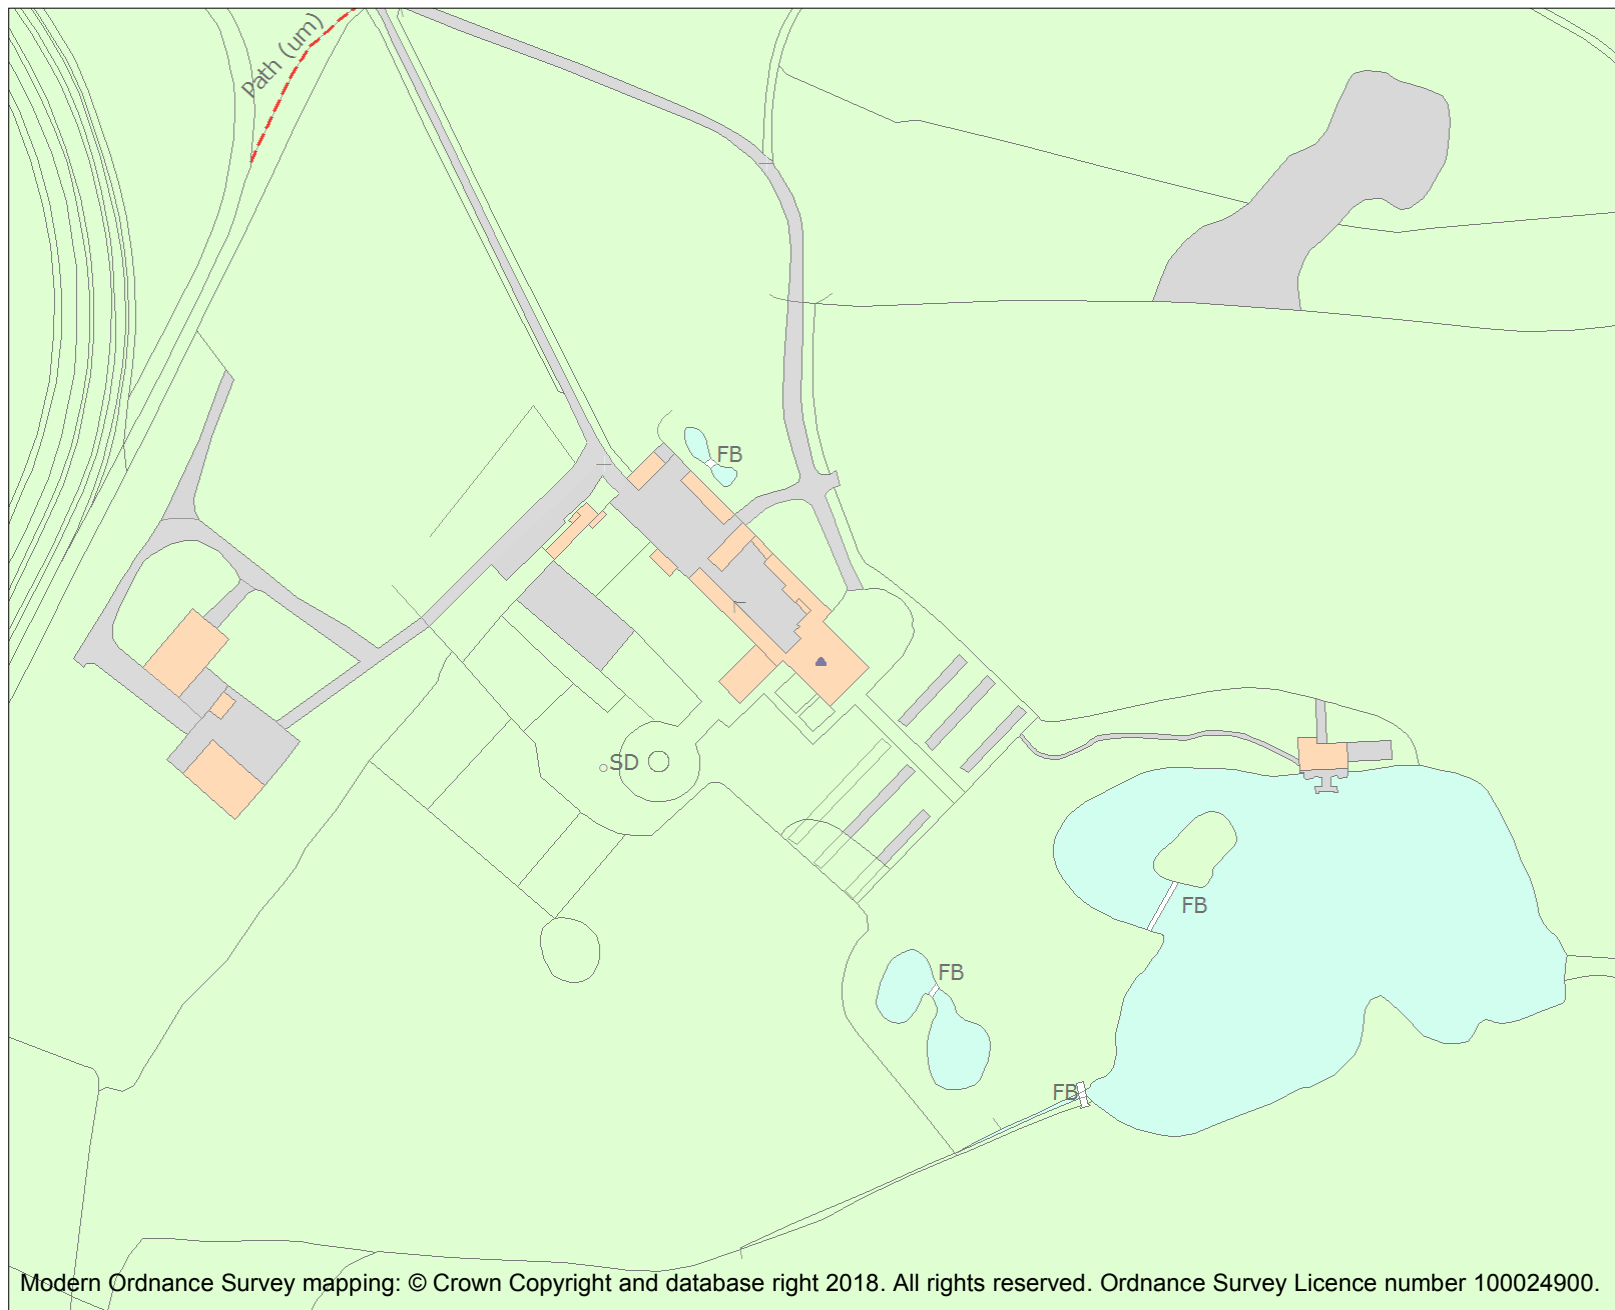 Path (um)
FB
SD
FB
FB
FB
Modern Ordnance Survey mapping: © Crown Copyright and database right 2018. All rights reserved. Ordnance Survey Licence number 100024900.